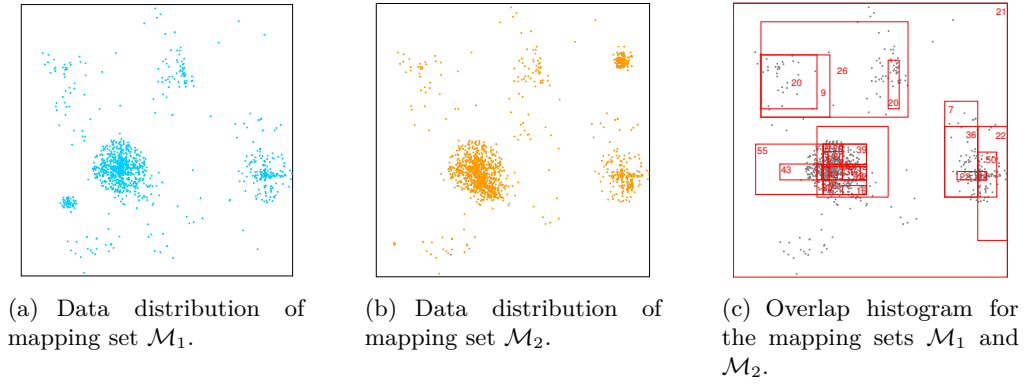 21
26
20
9
20
7
36
22
55
39
50
43
16
(a) Data distribution of
mapping set M₁.
(b) Data distribution of
mapping set M₂.
(c) Overlap histogram for
the mapping sets M₁ and
M₂.